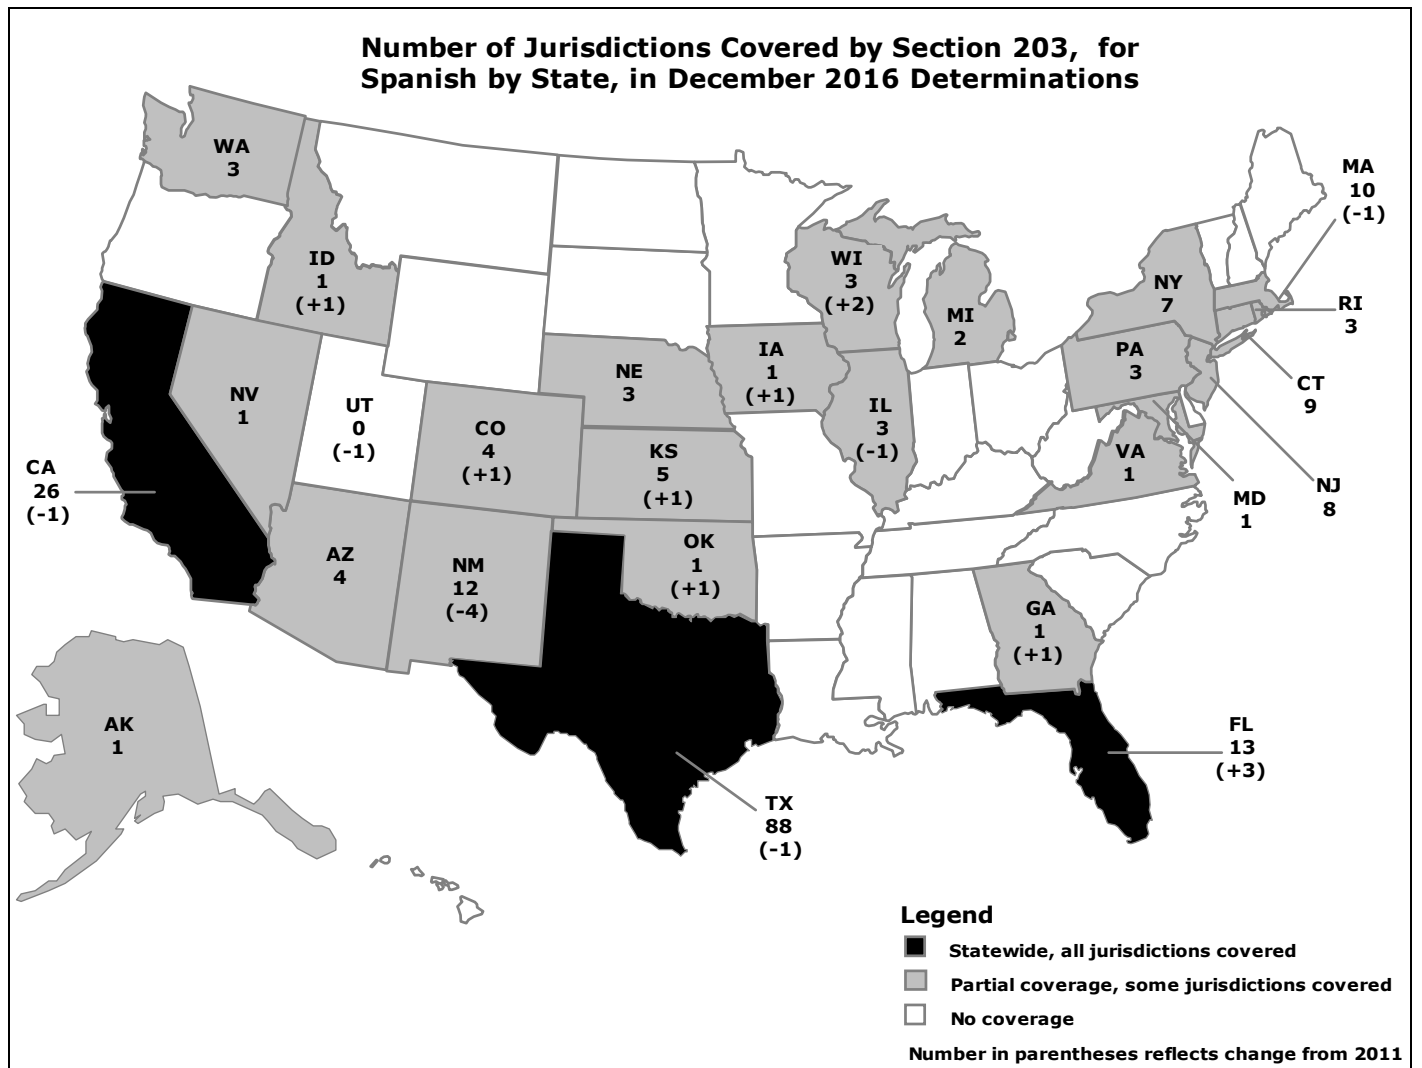 Number of Jurisdictions Covered by Section 203,  for
Spanish by State, in December 2016 Determinations
WA
3
ID
1
(+1)
MA
10
(-1)
WI
3
(+2)
MI
2
NY
7
RI
3
PA
3
CT
9
NE
3
IA
1
(+1)
IL
3
(-1)
NV
1
UT
0
(-1)
CO
4
(+1)
KS
5
(+1)
VA
1
MD
1
NJ
8
CA
26
(-1)
AZ
4
NM
12
(-4)
OK
1
(+1)
GA
1
(+1)
AK
1
TX
88
(-1)
FL
13
(+3)
Legend
Statewide, all jurisdictions covered
Partial coverage, some jurisdictions covered
No coverage
Number in parentheses reflects change from 2011